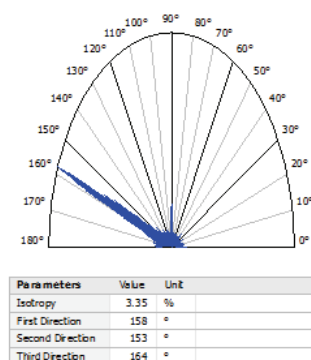 90°
100° 80°
110° 70°
120° 60°
130° 50°
140° 40°
150° 30°
160° 20°
170° 10°
180° 0°
Parameters Value Unit
Isotropy 3.35 %
First Direction 158 °
Second Direction 153 °
Third Direction 164 °